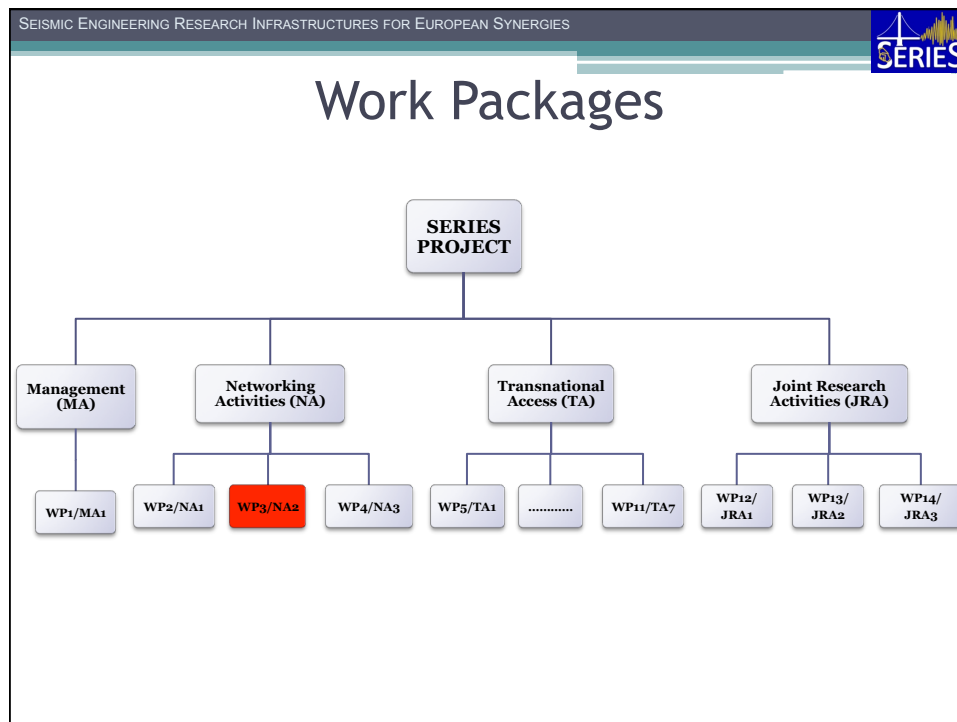 SEISMIC ENGINEERING RESEARCH INFRASTRUCTURES FOR EUROPEAN SYNERGIES
SERIES
Work Packages
SERIES
PROJECT
Management
(MA)
Networking
Activities (NA)
Transnational
Access (TA)
Joint Research
Activities (JRA)
WP1/MA1
WP2/NA1
WP3/NA2
WP4/NA3
WP5/TA1
............
WP11/TA7
WP12/
JRA1
WP13/
JRA2
WP14/
JRA3